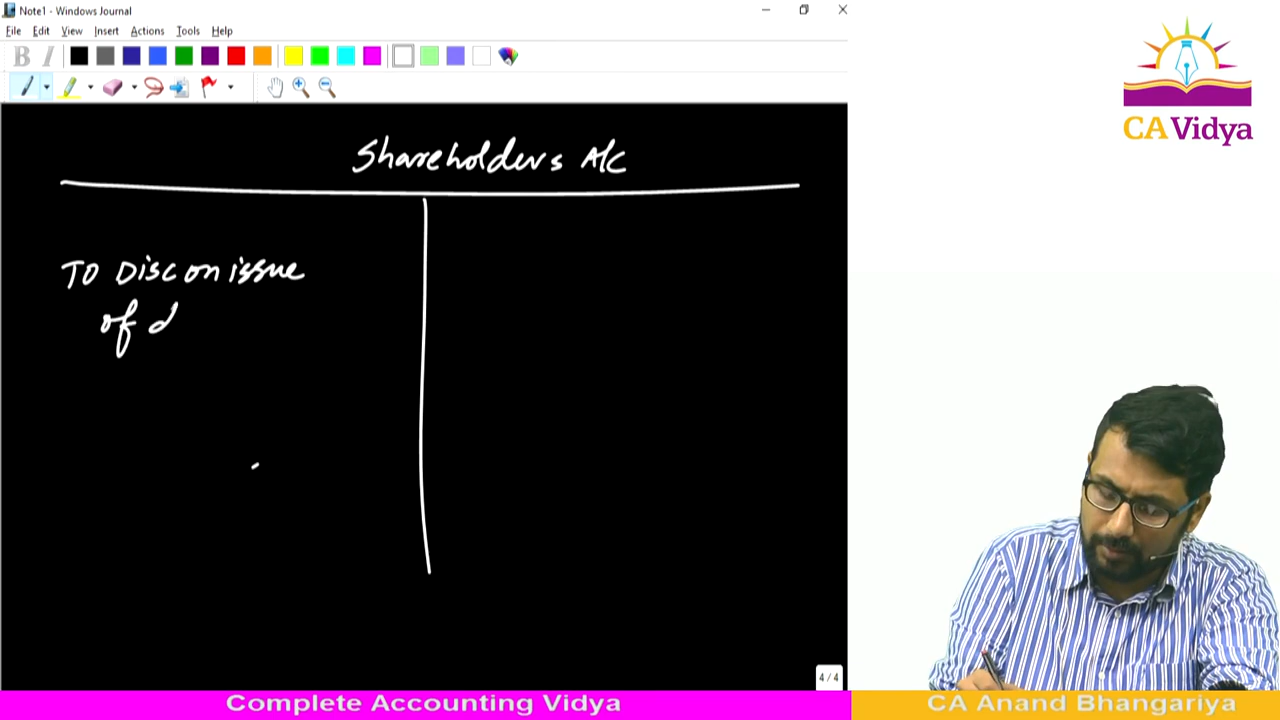 Note1 - Windows Journal
File Edit View Insert Actions Tools Help
B I
Shareholders A/c
To Disc on issue
of d
4 / 4
CA Vidya
Complete Accounting Vidya
CA Anand Bhangariya